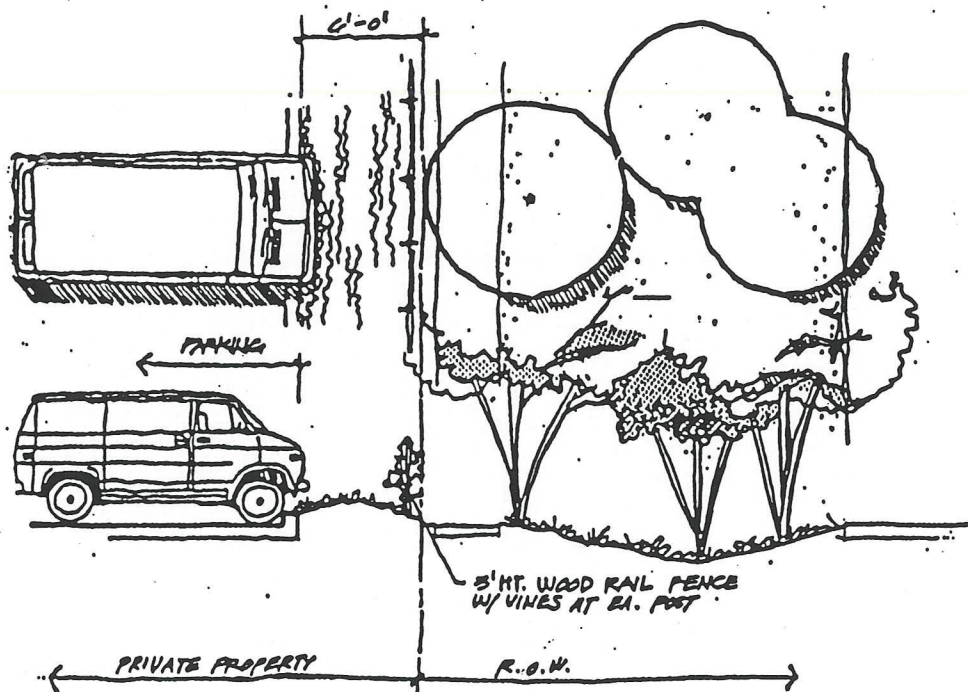 6'-0"
PARKING
3' HT. WOOD RAIL FENCE
W/ VINES AT EA. POST
PRIVATE PROPERTY
R.O.W.